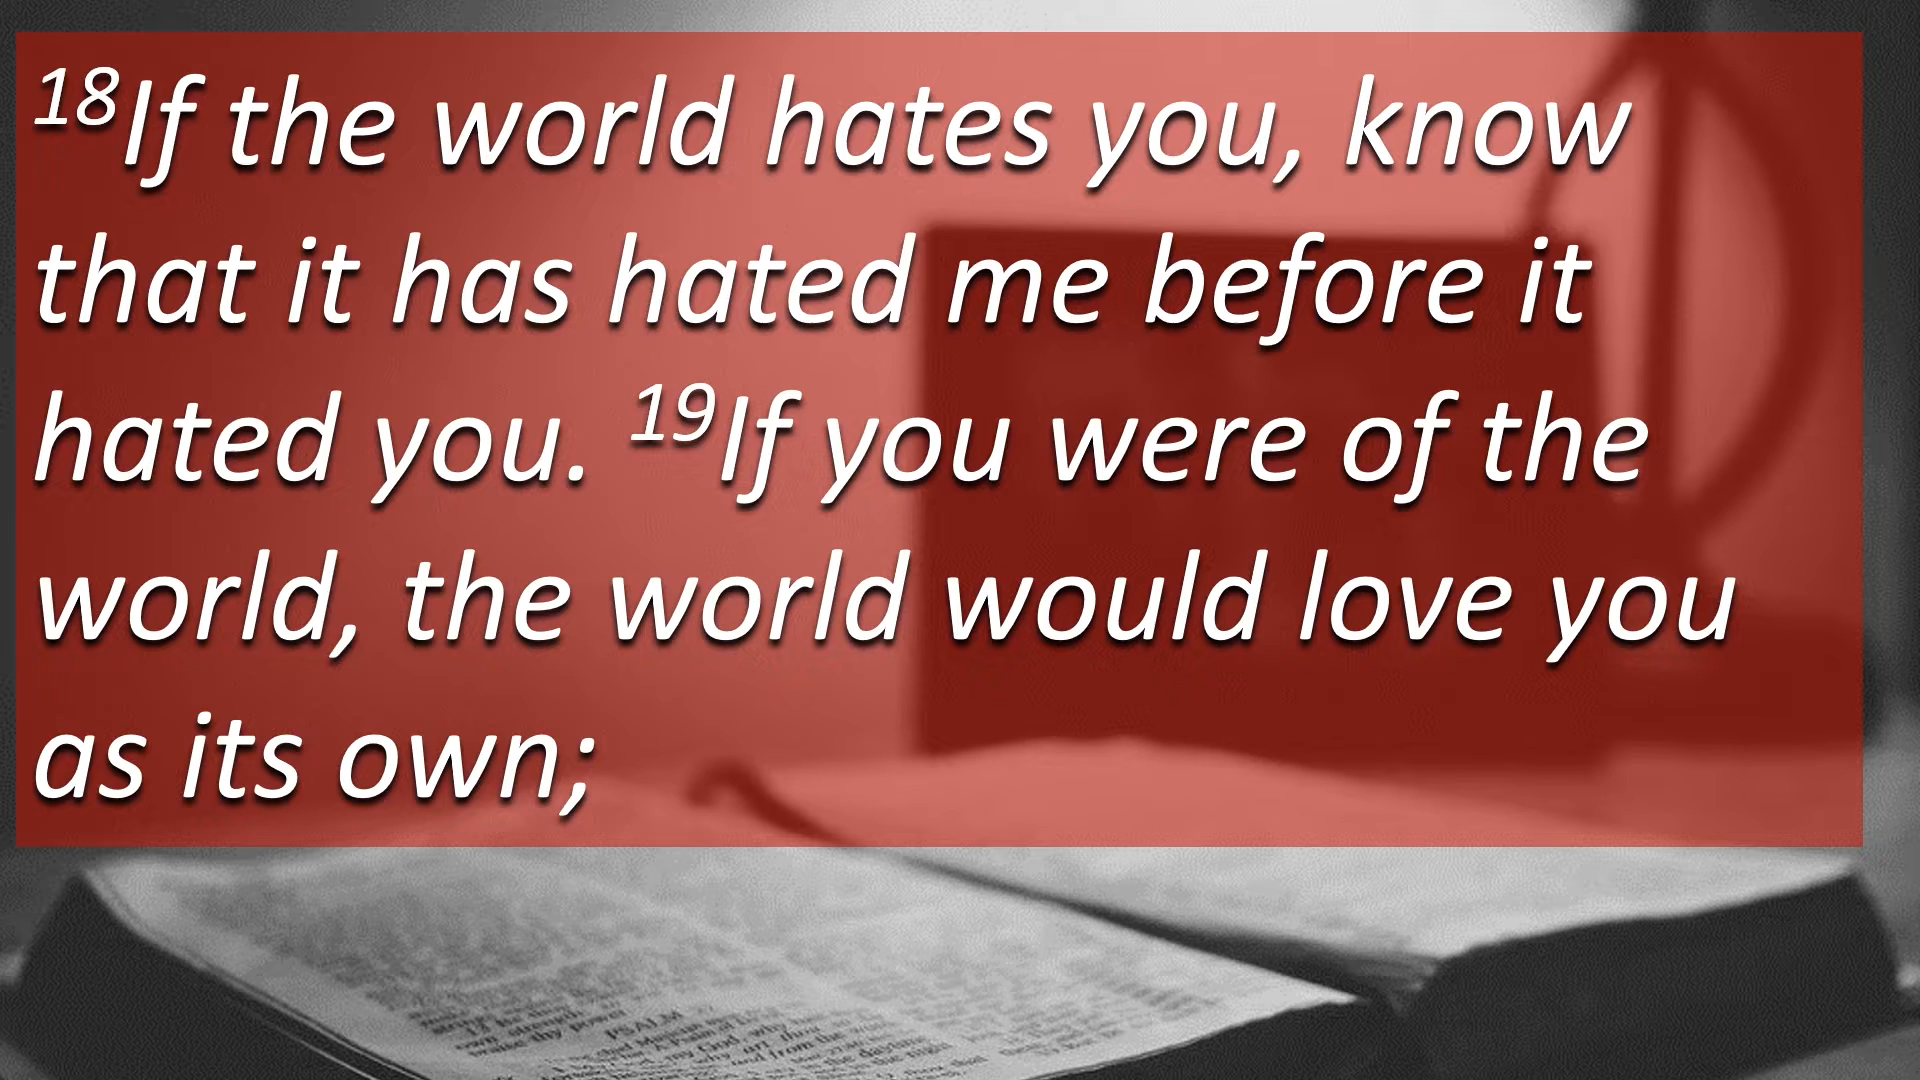 18If the world hates you, know
that it has hated me before it
hated you. 19If you were of the
world, the world would love you
as its own;
PSALM